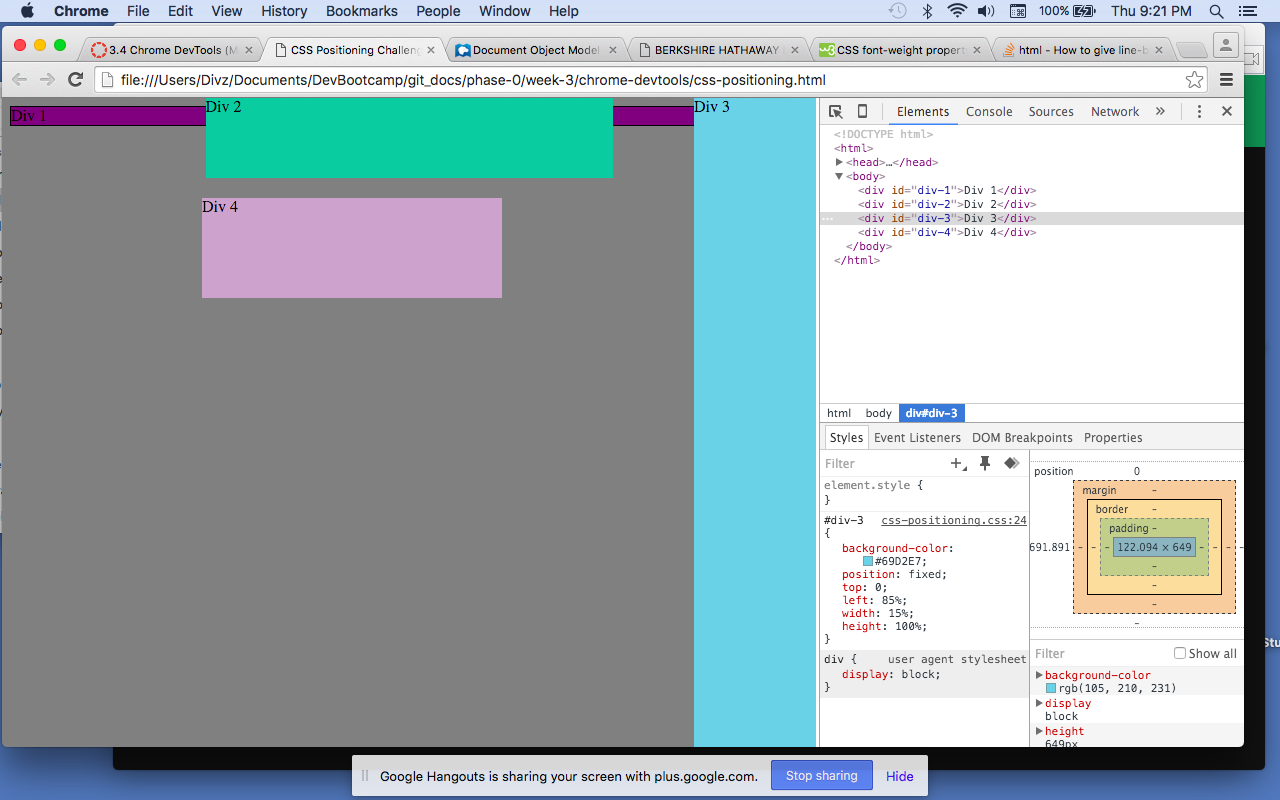 Chrome File Edit View History Bookmarks People Window Help 100% Thu 9:21 PM
3.4 Chrome DevTools (M
CSS Positioning Challeng
Document Object Model
BERKSHIRE HATHAWAY
CSS font-weight propert
html - How to give line-b
file:///Users/Divz/Documents/DevBootcamp/git_docs/phase-0/week-3/chrome-devtools/css-positioning.html
Div 1
Div 2
Div 3
Div 4
Elements Console Sources Network »
<!DOCTYPE html>
<html>
<head>…</head>
<body>
<div id="div-1">Div 1</div>
<div id="div-2">Div 2</div>
... <div id="div-3">Div 3</div>
<div id="div-4">Div 4</div>
</body>
</html>
html body div#div-3
Styles Event Listeners DOM Breakpoints Properties
Filter
element.style {
}
#div-3 css-positioning.css:24
{
background-color:
#69D2E7;
position: fixed;
top: 0;
left: 85%;
width: 15%;
height: 100%;
}
div { user agent stylesheet
display: block;
}
position 0
margin -
border -
padding -
691.891 - - - 122.094 × 649 - - - -
-
-
-
-
Filter Show all
background-color
rgb(105, 210, 231)
display
block
height
649px
Stu
Google Hangouts is sharing your screen with plus.google.com. Stop sharing Hide